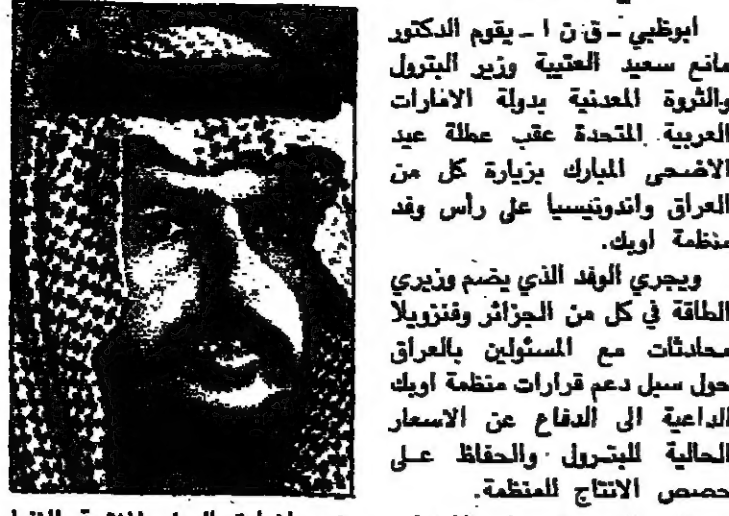 ابوظبي - ق ن ا - يقوم الدكتور
مانع سعيد العتيبة وزير البترول
والثروة المعدنية بدولة الامارات
العربية المتحدة عقب عطلة عيد
الاضحى المبارك بزيارة كل من
العراق واندونيسيا على رأس وفد
منظمة اوبك.
ويجري الوفد الذي يضم وزيري
الطاقة في كل من الجزائر وفنزويلا
محادثات مع المسئولين بالعراق
حول سبل دعم قرارات منظمة اوبك
الداعية الى الدفاع عن الاسعار
الحالية للبترول والحفاظ على
حصص الانتاج للمنظمة.